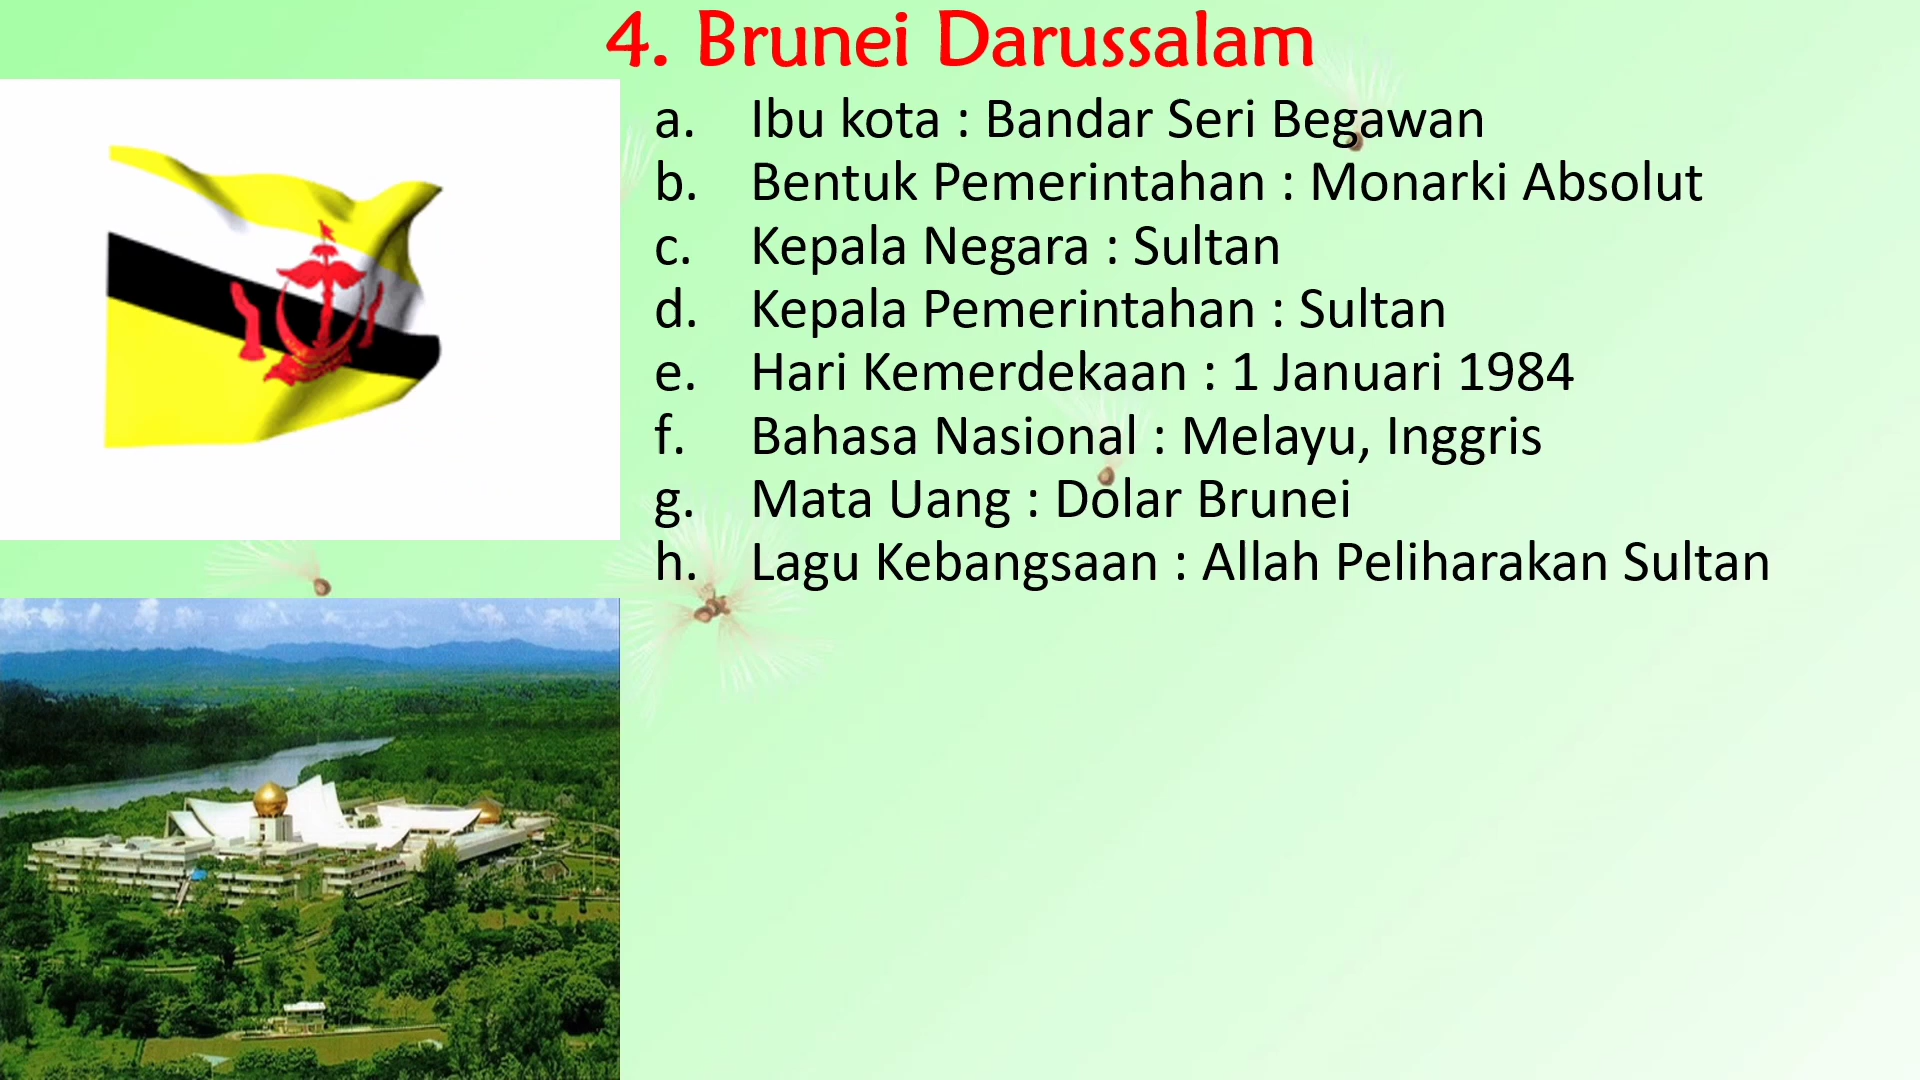 4. Brunei Darussalam
a. Ibu kota : Bandar Seri Begawan
b. Bentuk Pemerintahan : Monarki Absolut
c. Kepala Negara : Sultan
d. Kepala Pemerintahan : Sultan
e. Hari Kemerdekaan : 1 Januari 1984
f. Bahasa Nasional : Melayu, Inggris
g. Mata Uang : Dolar Brunei
h. Lagu Kebangsaan : Allah Peliharakan Sultan